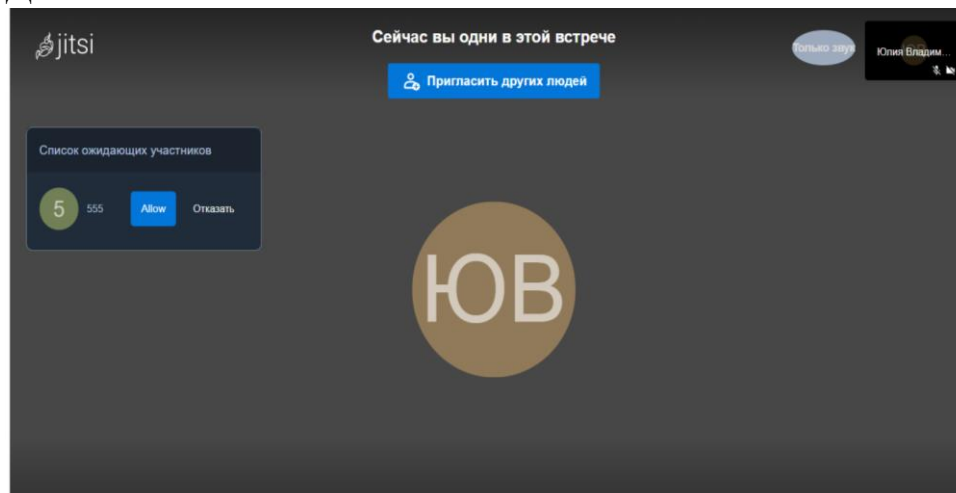 jitsi
Сейчас вы одни в этой встрече
Только звук
Юлия Владим...
Пригласить других людей
Список ожидающих участников
5 555 Allow Отказать
ЮВ